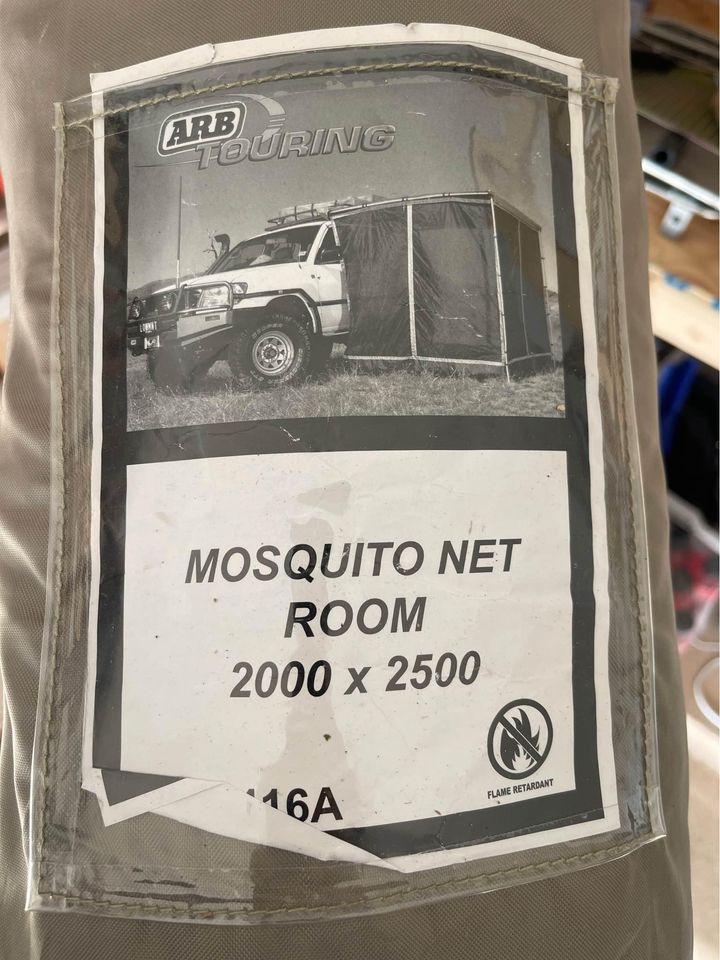 ARB
TOURING
MOSQUITO NET
ROOM
2000 x 2500
16A
FLAME RETARDANT